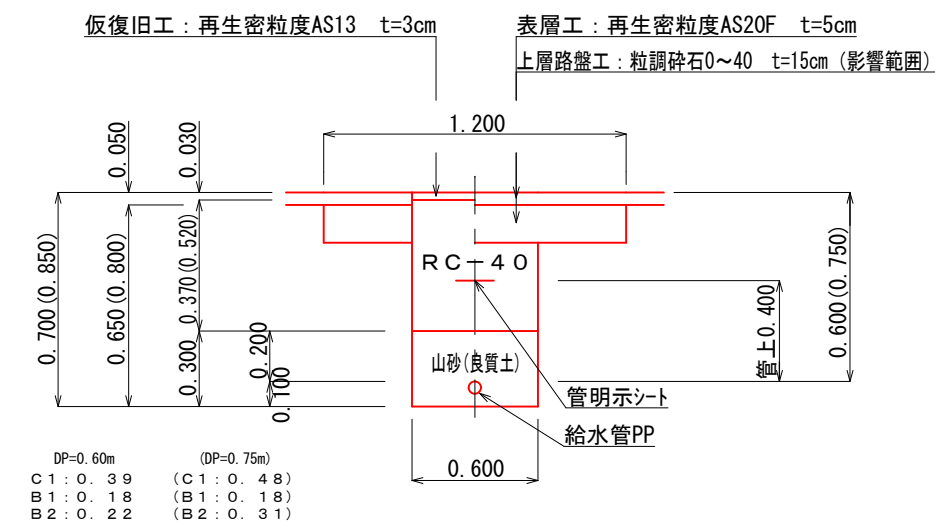 仮復旧工：再生密粒度AS13 t=3cm
表層工：再生密粒度AS20F t=5cm
上層路盤工：粒調砕石0～40 t=15cm（影響範囲）
1.200
0.050
0.030
0.700(0.850)
0.650(0.800)
0.370(0.520)
0.300
0.200
0.100
RC－40
山砂(良質土)
管上0.400
0.600(0.750)
管明示シート
給水管PP
0.600
DP=0.60m (DP=0.75m)
C1:0.39 (C1:0.48)
B1:0.18 (B1:0.18)
B2:0.22 (B2:0.31)